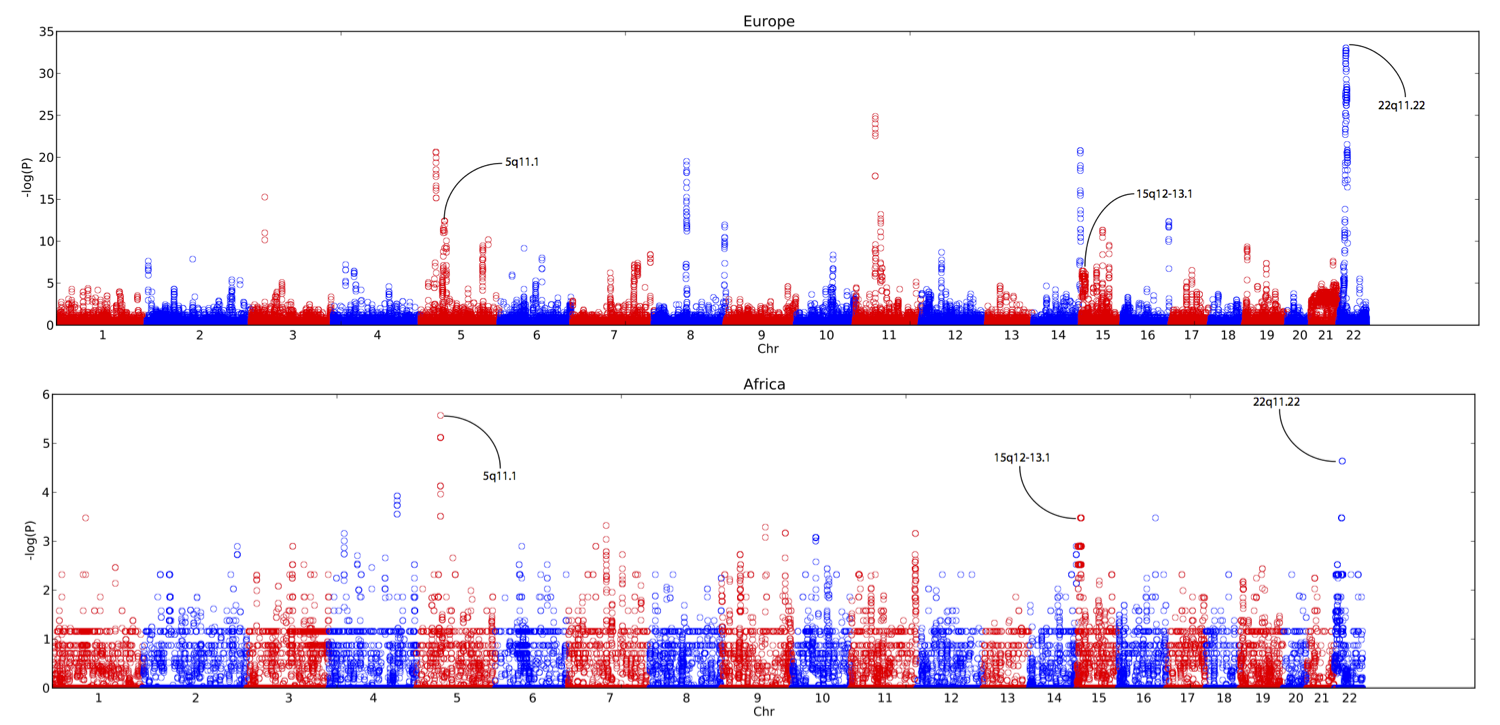 Europe
35
30
25
20
15
10
5
0
-log(P)
5q11.1
15q12-13.1
22q11.22
1 2 3 4 5 6 7 8 9 10 11 12 13 14 15 16 17 18 19 20 21 22
Chr
Africa
6
5
4
3
2
1
0
-log(P)
5q11.1
15q12-13.1
22q11.22
1 2 3 4 5 6 7 8 9 10 11 12 13 14 15 16 17 18 19 20 21 22
Chr